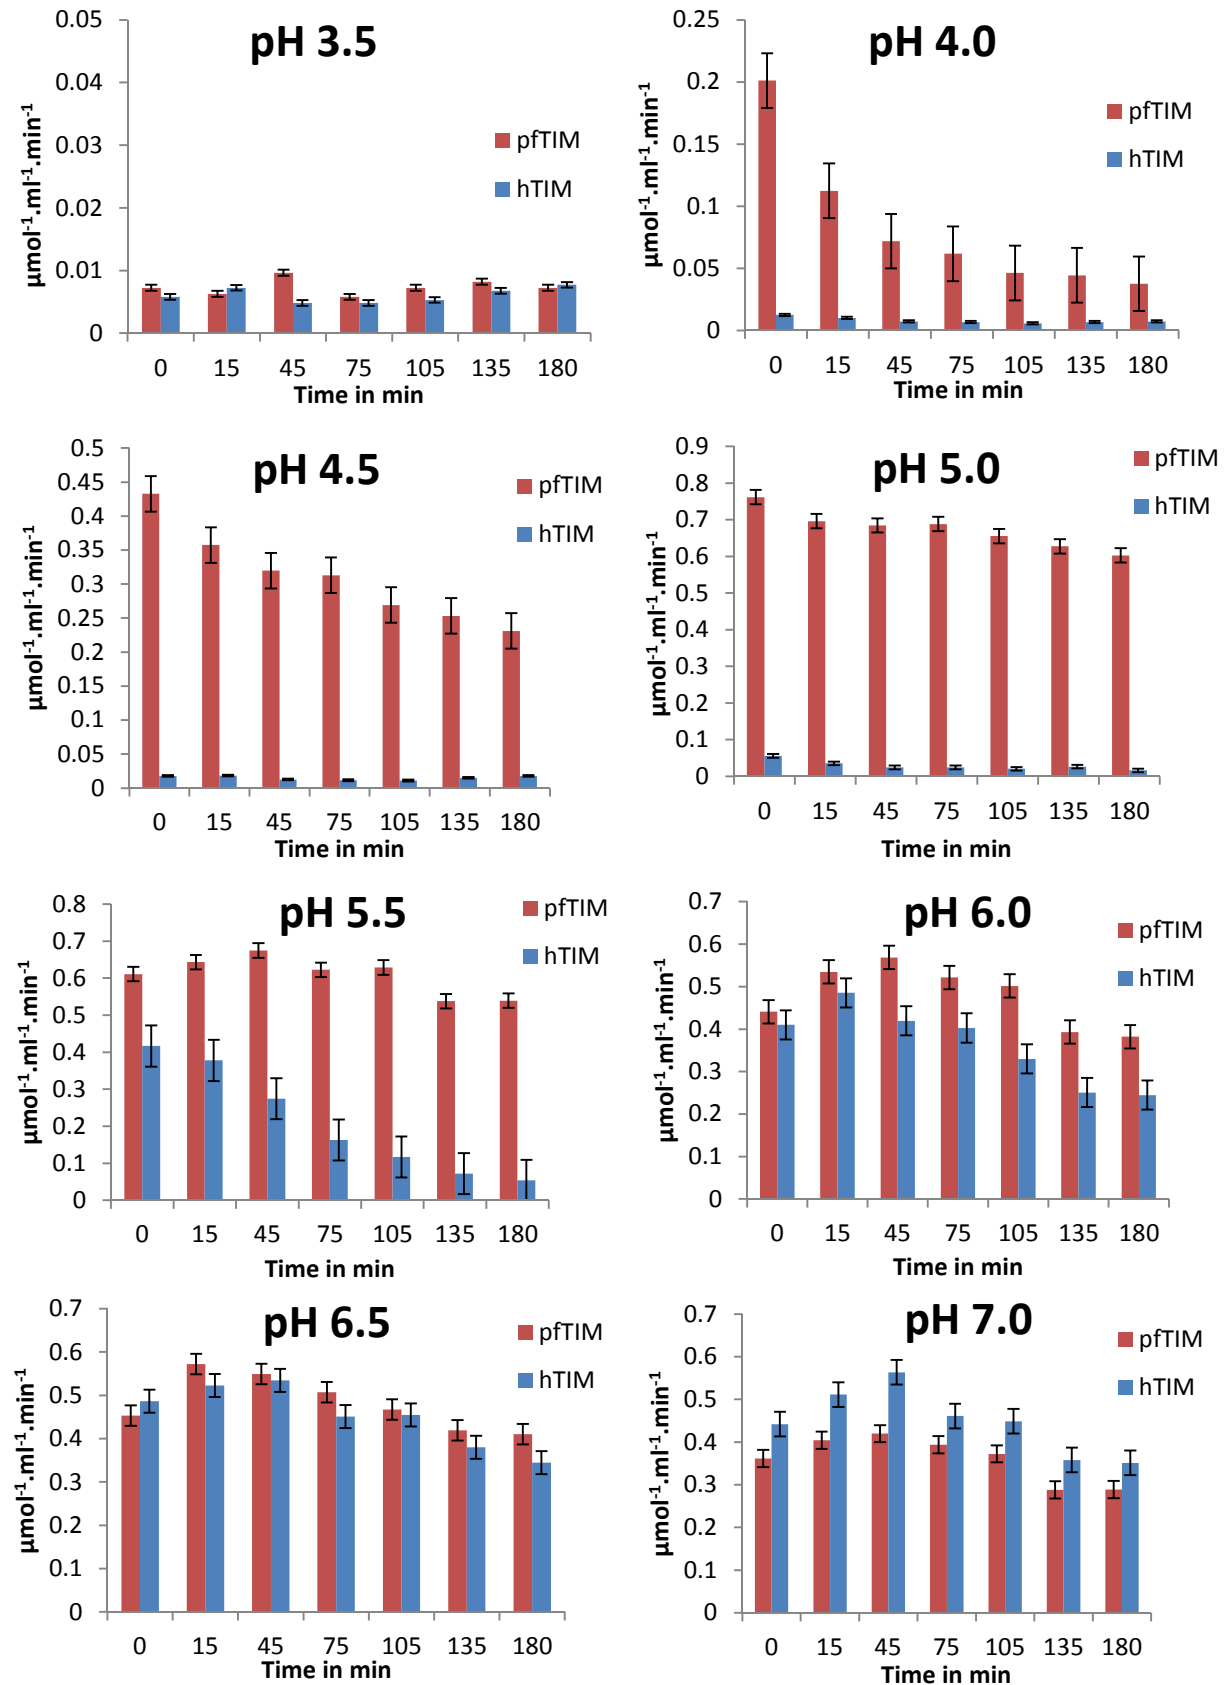 pH 3.5
0.05
0.04
0.03
0.02
0.01
0
µmol-1.ml-1.min-1
pfTIM
hTIM
0 15 45 75 105 135 180
Time in min
pH 4.0
0.25
0.2
0.15
0.1
0.05
0
µmol-1.ml-1.min-1
pfTIM
hTIM
0 15 45 75 105 135 180
Time in min
pH 4.5
0.5
0.45
0.4
0.35
0.3
0.25
0.2
0.15
0.1
0.05
0
µmol-1.ml-1.min-1
pfTIM
hTIM
0 15 45 75 105 135 180
Time in min
pH 5.0
0.9
0.8
0.7
0.6
0.5
0.4
0.3
0.2
0.1
0
µmol-1.ml-1.min-1
pfTIM
hTIM
0 15 45 75 105 135 180
Time in min
pH 5.5
0.8
0.7
0.6
0.5
0.4
0.3
0.2
0.1
0
µmol-1.ml-1.min-1
pfTIM
hTIM
0 15 45 75 105 135 180
Time in min
pH 6.0
0.7
0.6
0.5
0.4
0.3
0.2
0.1
0
µmol-1.ml-1.min-1
pfTIM
hTIM
0 15 45 75 105 135 180
Time in min
pH 6.5
0.7
0.6
0.5
0.4
0.3
0.2
0.1
0
µmol-1.ml-1.min-1
pfTIM
hTIM
0 15 45 75 105 135 180
Time in min
pH 7.0
0.7
0.6
0.5
0.4
0.3
0.2
0.1
0
µmol-1.ml-1.min-1
pfTIM
hTIM
0 15 45 75 105 135 180
Time in min